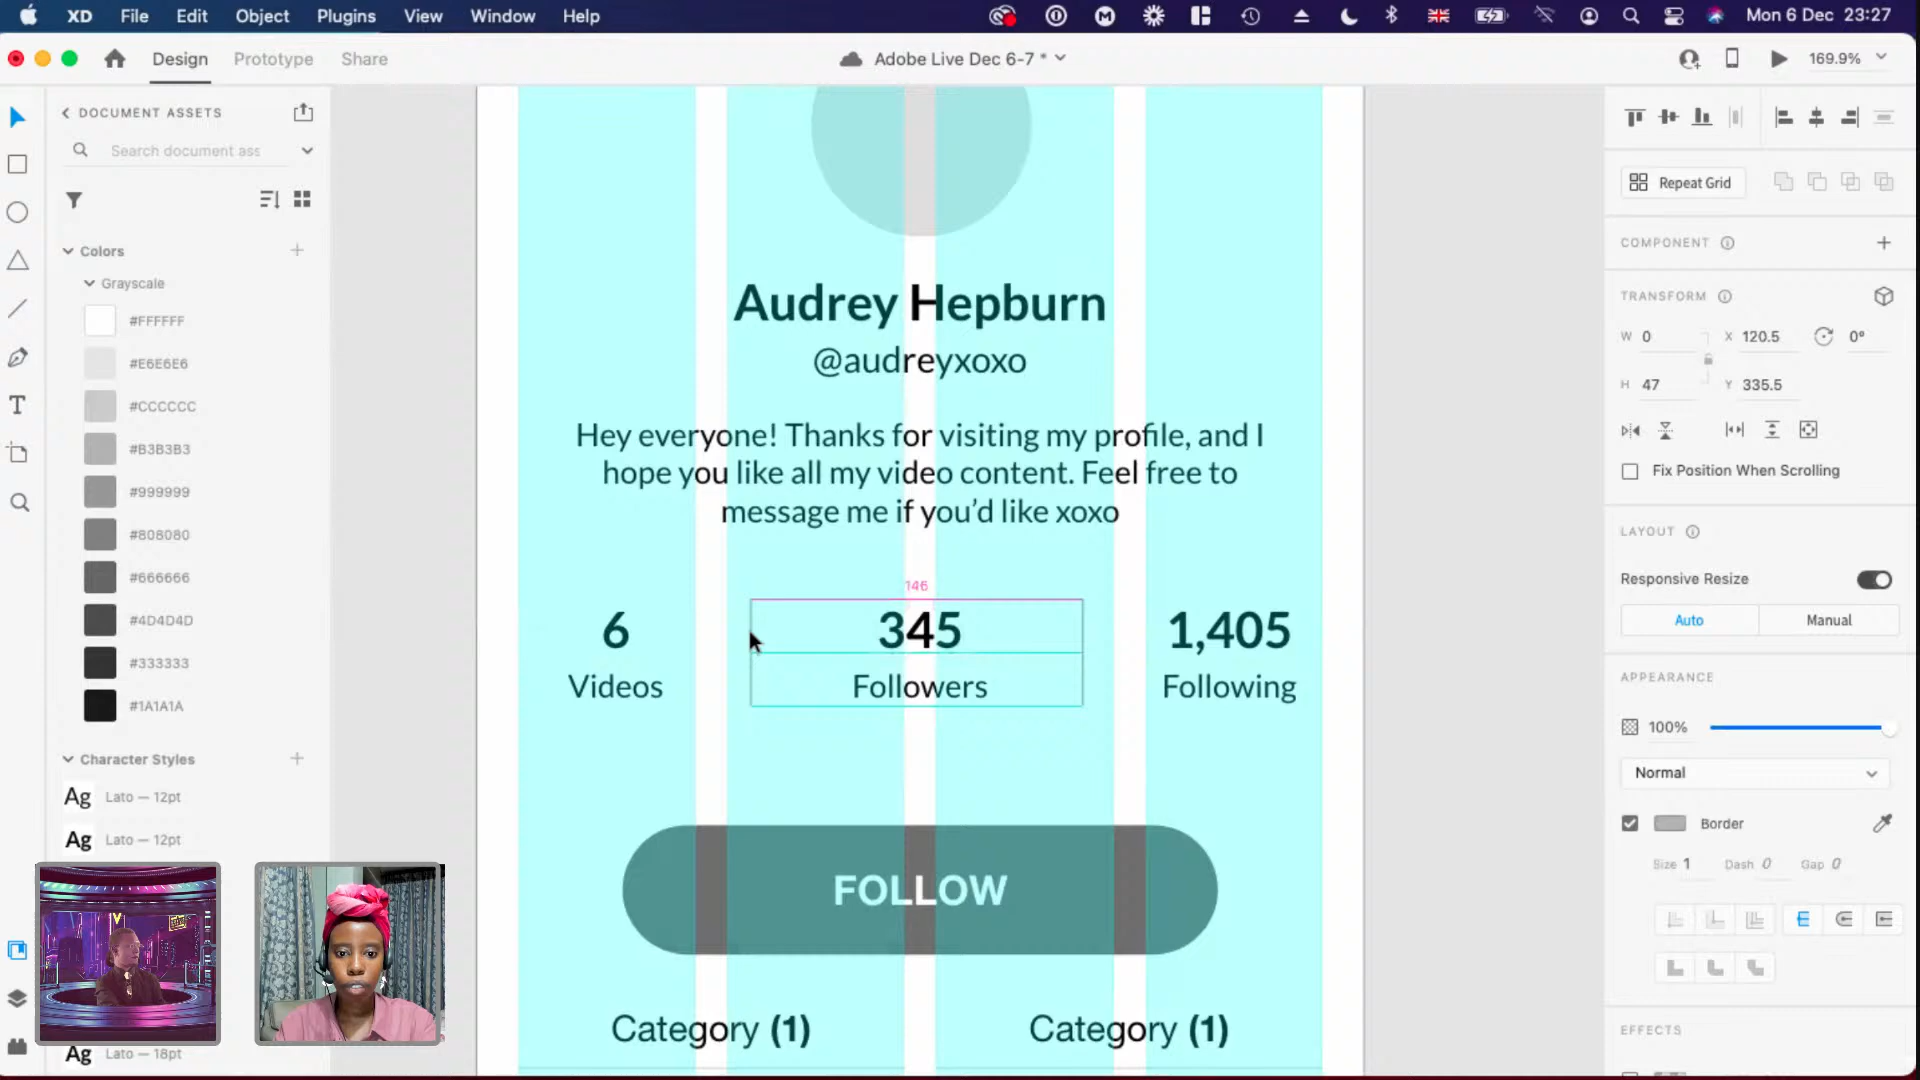 XD File Edit Object Plugins View Window Help
Mon 6 Dec 23:27
Design Prototype Share
Adobe Live Dec 6-7 *
169.9%
DOCUMENT ASSETS
Search document ass
Colors
Grayscale
#FFFFFF
#E6E6E6
#CCCCCC
#B3B3B3
#999999
#808080
#666666
#4D4D4D
#333333
#1A1A1A
Character Styles
Ag Lato — 12pt
Ag Lato — 12pt
Ag Lato — 18pt
Audrey Hepburn
@audreyxoxo
Hey everyone! Thanks for visiting my profile, and I
hope you like all my video content. Feel free to
message me if you'd like xoxo
146
6 345 1,405
Videos Followers Following
FOLLOW
Category (1) Category (1)
Repeat Grid
COMPONENT
TRANSFORM
W 0 X 120.5 0°
H 47 Y 335.5
Fix Position When Scrolling
LAYOUT
Responsive Resize
Auto Manual
APPEARANCE
100%
Normal
Border
Size 1 Dash 0 Gap 0
EFFECTS